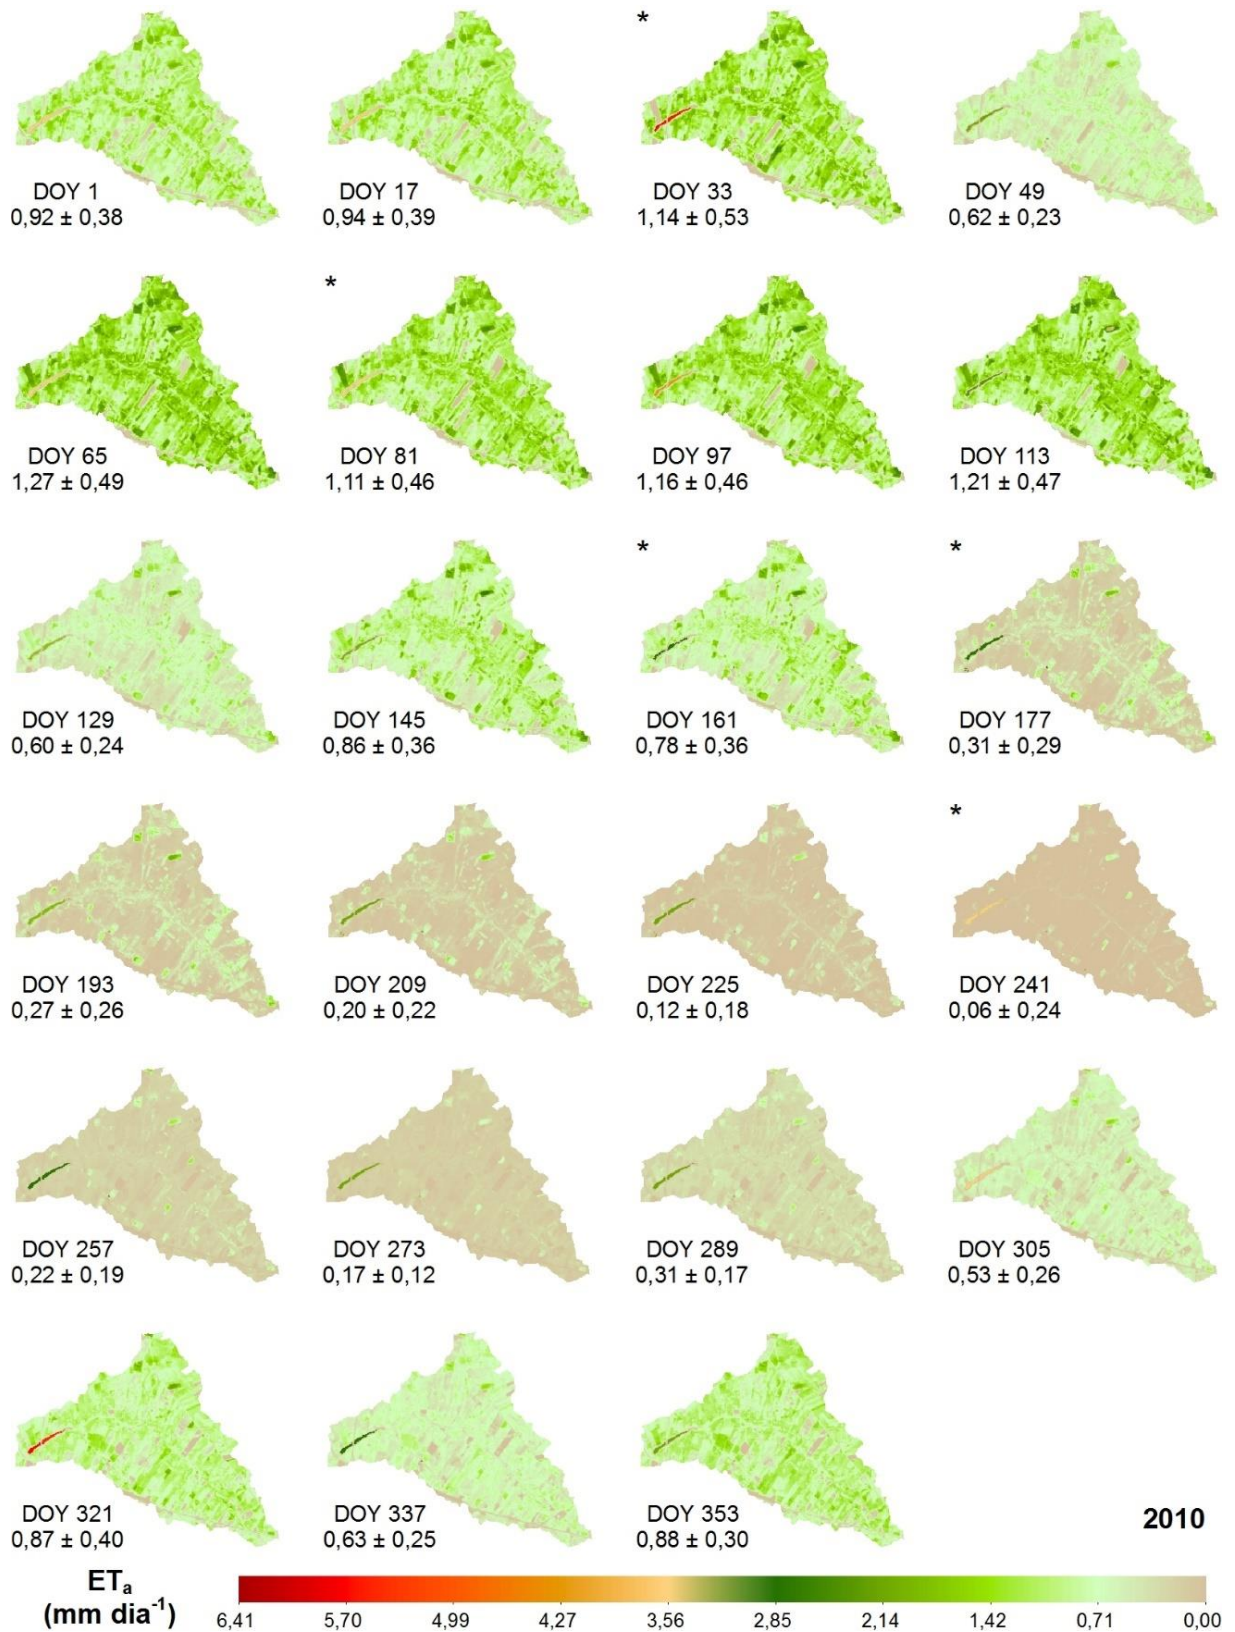 *
DOY 1
0,92 ± 0,38
DOY 17
0,94 ± 0,39
DOY 33
1,14 ± 0,53
DOY 49
0,62 ± 0,23
*
DOY 65
1,27 ± 0,49
DOY 81
1,11 ± 0,46
DOY 97
1,16 ± 0,46
DOY 113
1,21 ± 0,47
*
*
DOY 129
0,60 ± 0,24
DOY 145
0,86 ± 0,36
DOY 161
0,78 ± 0,36
DOY 177
0,31 ± 0,29
*
DOY 193
0,27 ± 0,26
DOY 209
0,20 ± 0,22
DOY 225
0,12 ± 0,18
DOY 241
0,06 ± 0,24
DOY 257
0,22 ± 0,19
DOY 273
0,17 ± 0,12
DOY 289
0,31 ± 0,17
DOY 305
0,53 ± 0,26
DOY 321
0,87 ± 0,40
DOY 337
0,63 ± 0,25
DOY 353
0,88 ± 0,30
2010
ETₐ
(mm dia⁻¹)
6,41 5,70 4,99 4,27 3,56 2,85 2,14 1,42 0,71 0,00